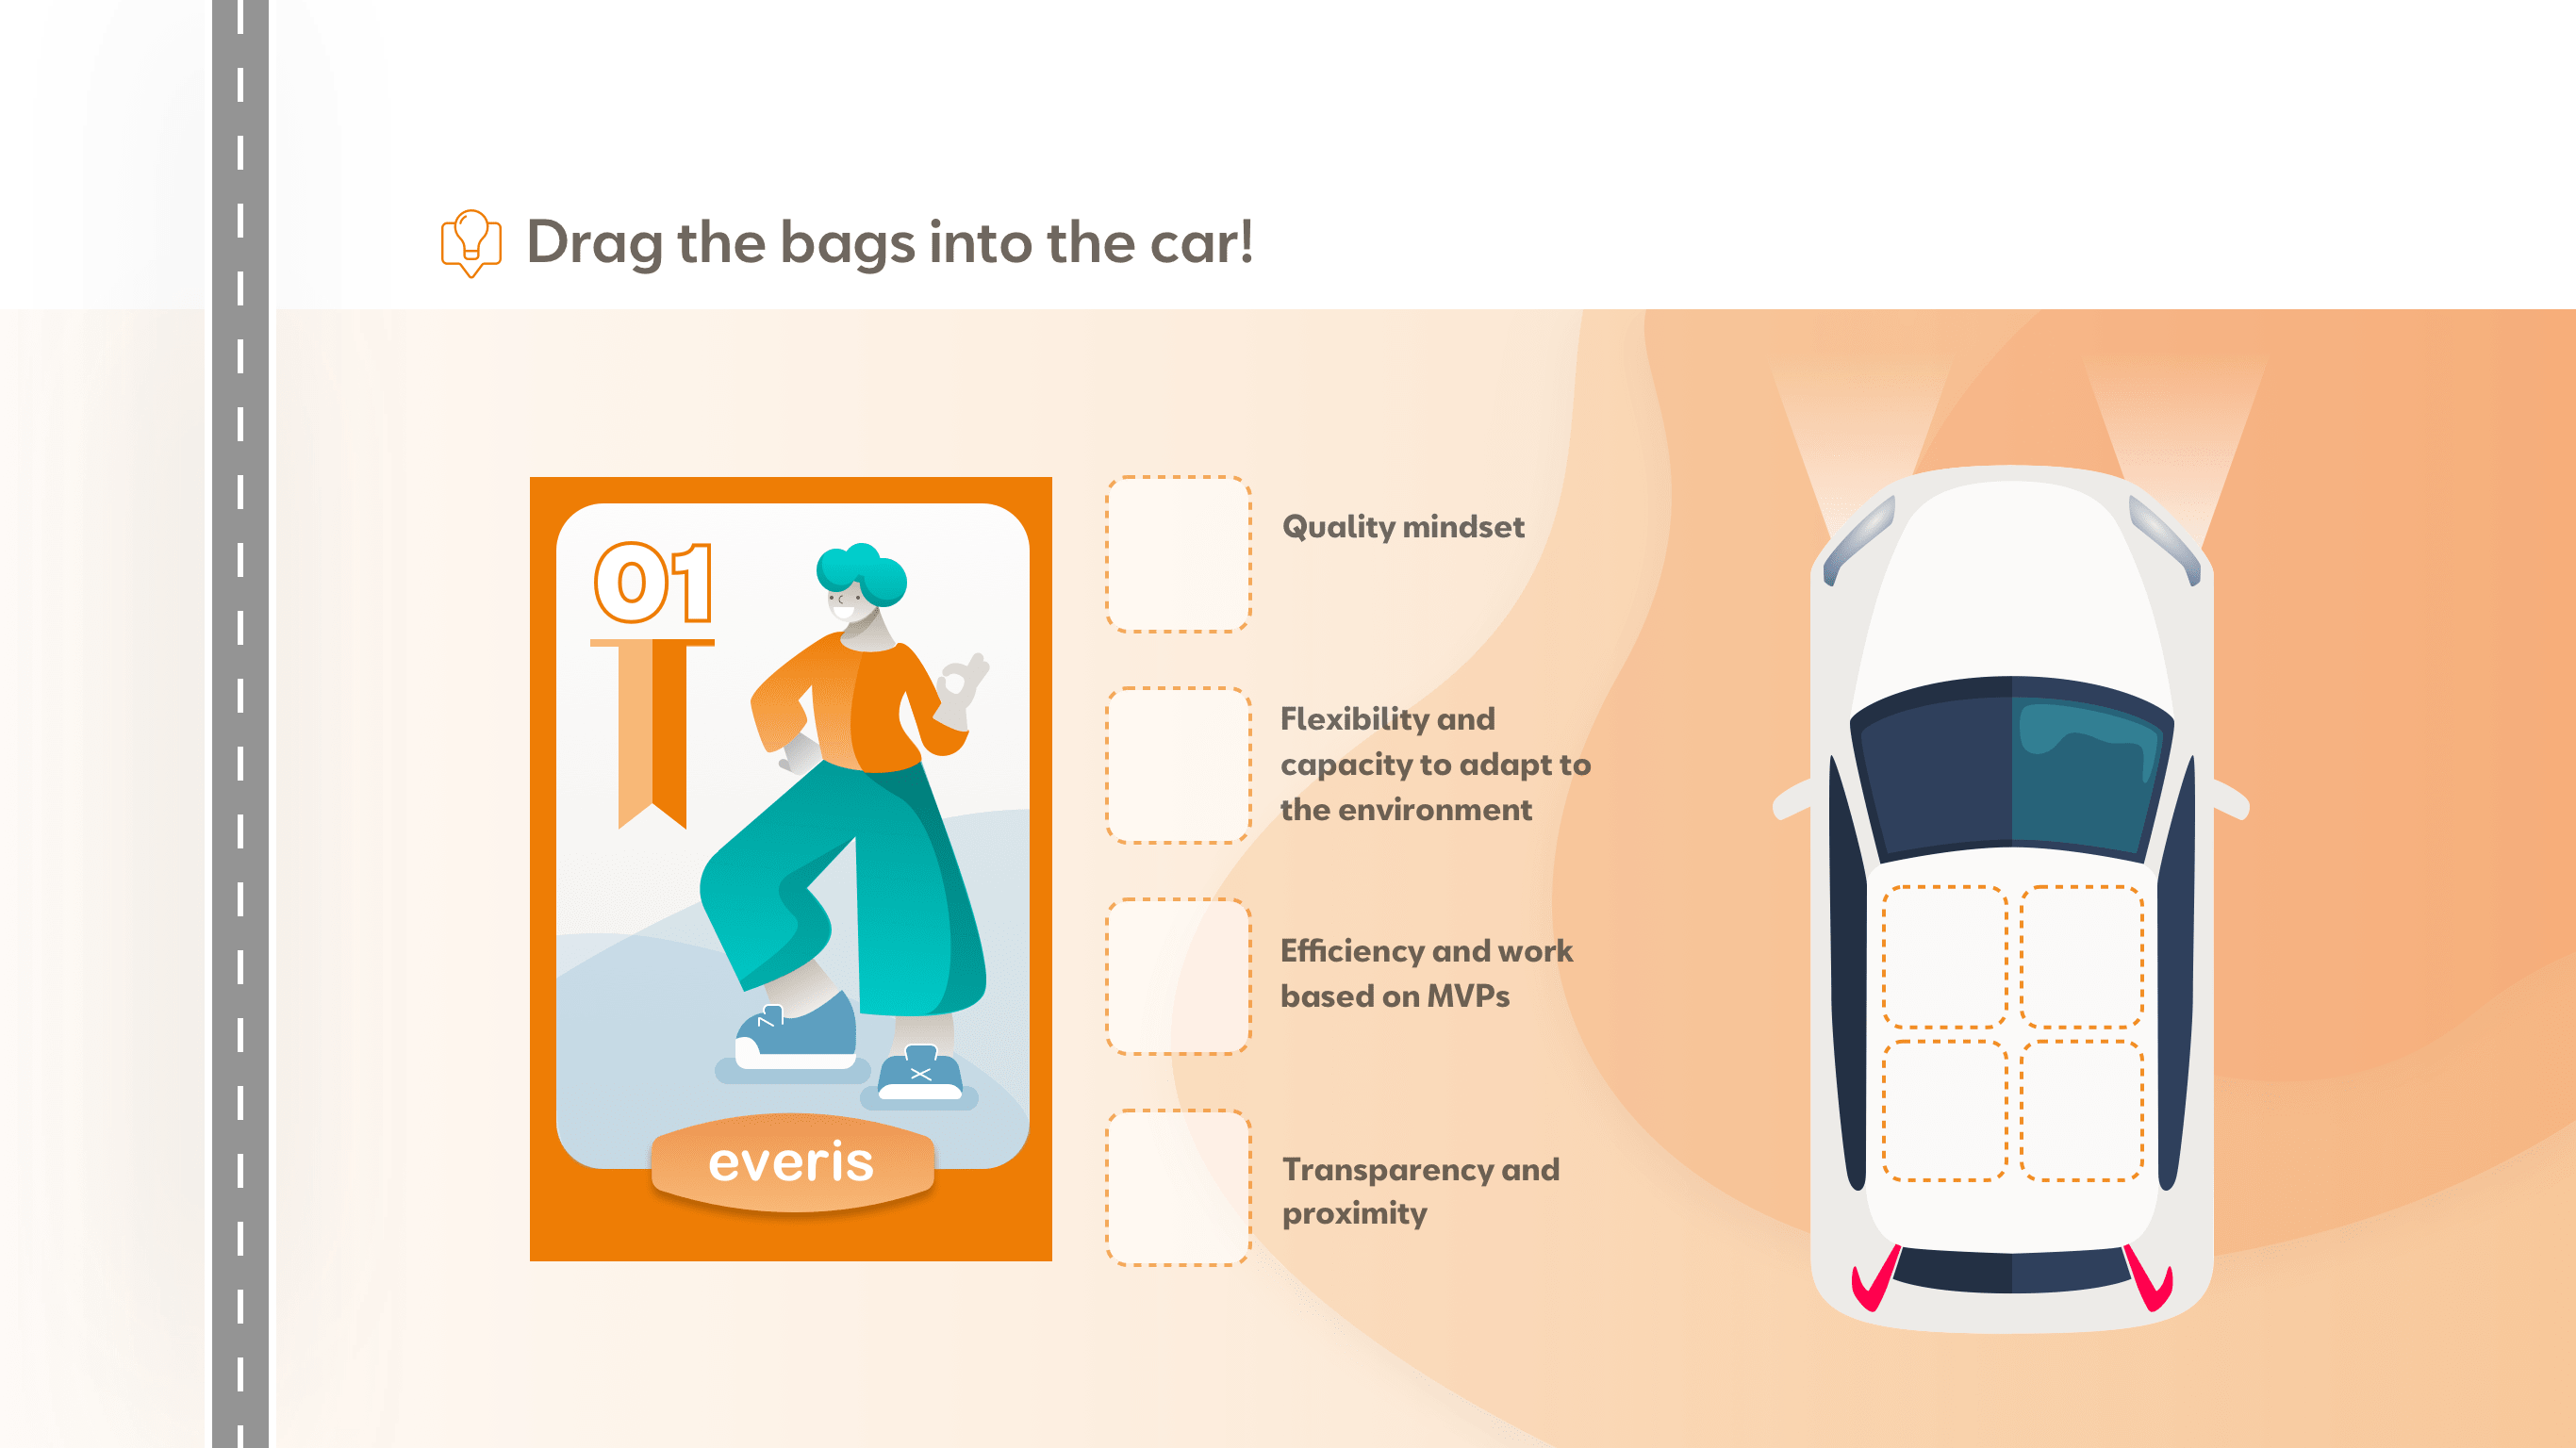 Drag the bags into the car!
01
everis
Quality mindset
Flexibility and
capacity to adapt to
the environment
Efficiency and work
based on MVPs
Transparency and
proximity